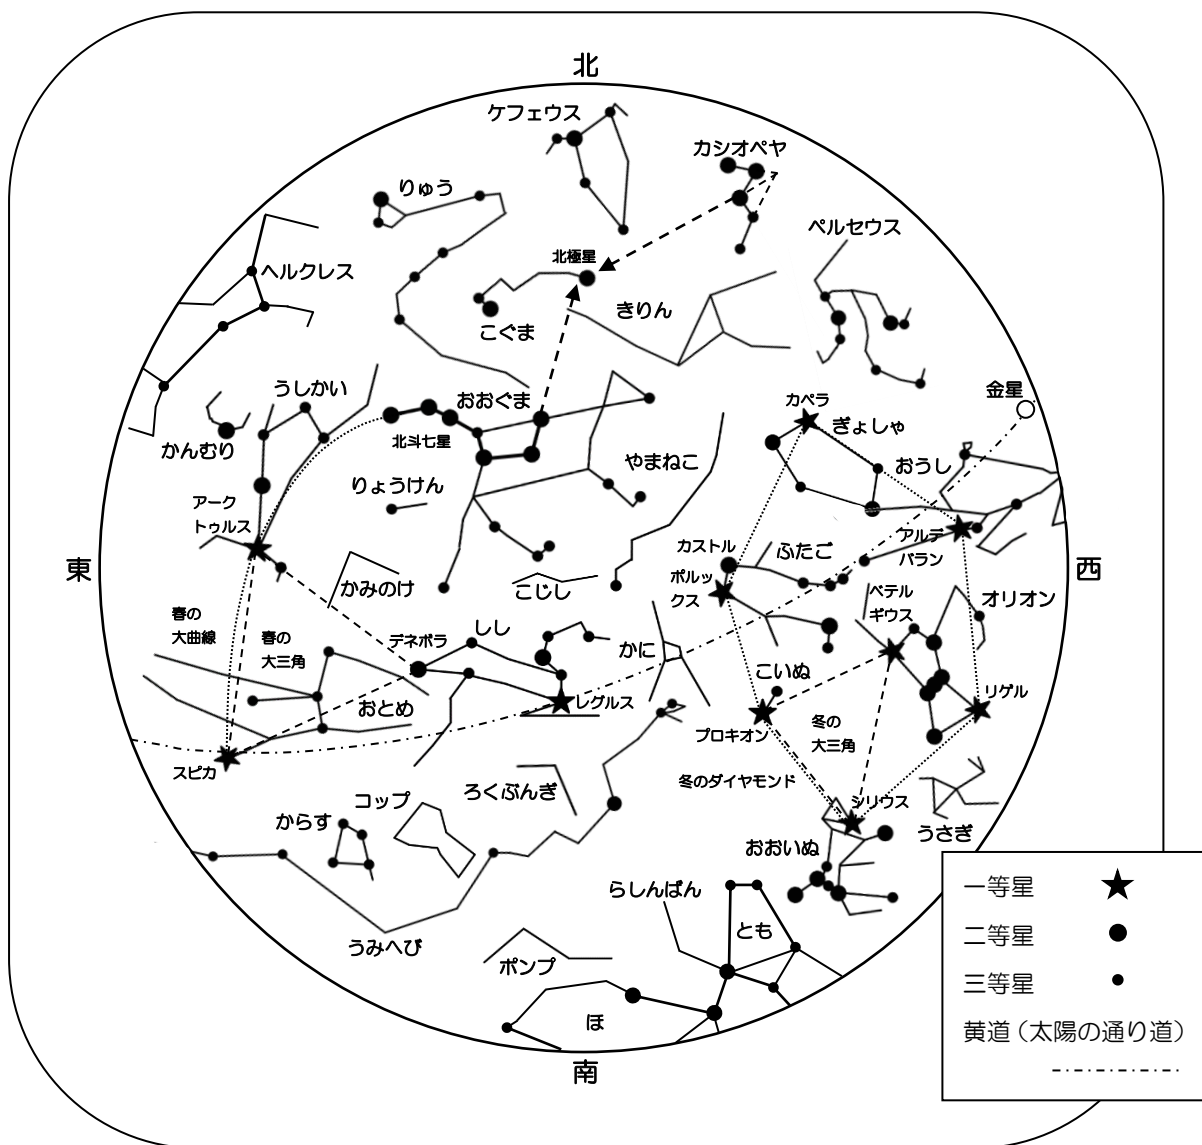 北
ケフェウス
カシオペヤ
りゅう
ペルセウス
北極星
ヘルクレス
きりん
こぐま
うしかい
おおぐま
カペラ
金星
ぎょしゃ
かんむり
北斗七星
やまねこ
おうし
りょうけん
アーク
トゥルス
アルデ
バラン
カストル
ふたご
東
西
ポルッ
クス
かみのけ
こじし
ベテル
ギウス
オリオン
春の
大曲線
春の
大三角
デネボラ
しし
かに
こいぬ
レグルス
リゲル
おとめ
プロキオン
冬の
大三角
スピカ
冬のダイヤモンド
ろくぶんぎ
コップ
シリウス
からす
うさぎ
おおいぬ
らしんばん
とも
うみへび
ポンプ
ほ
南
一等星
二等星
三等星
黄道（太陽の通り道）